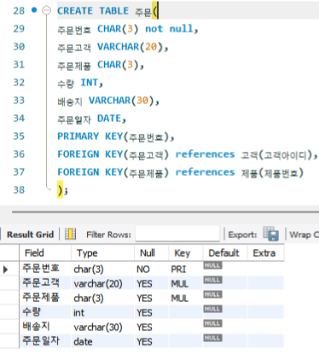 28 CREATE TABLE 주문(
29 주문번호 CHAR(3) not null,
30 주문고객 VARCHAR(20),
31 주문제품 CHAR(3),
32 수량 INT,
33 배송지 VARCHAR(30),
34 주문일자 DATE,
35 PRIMARY KEY(주문번호),
36 FOREIGN KEY(주문고객) references 고객(고객아이디),
37 FOREIGN KEY(주문제품) references 제품(제품번호)
38 );
Result Grid Filter Rows: Export: Wrap C
Field Type Null Key Default Extra
주문번호 char(3) NO PRI NULL
주문고객 varchar(20) YES MUL NULL
주문제품 char(3) YES MUL NULL
수량 int YES NULL
배송지 varchar(30) YES NULL
주문일자 date YES NULL